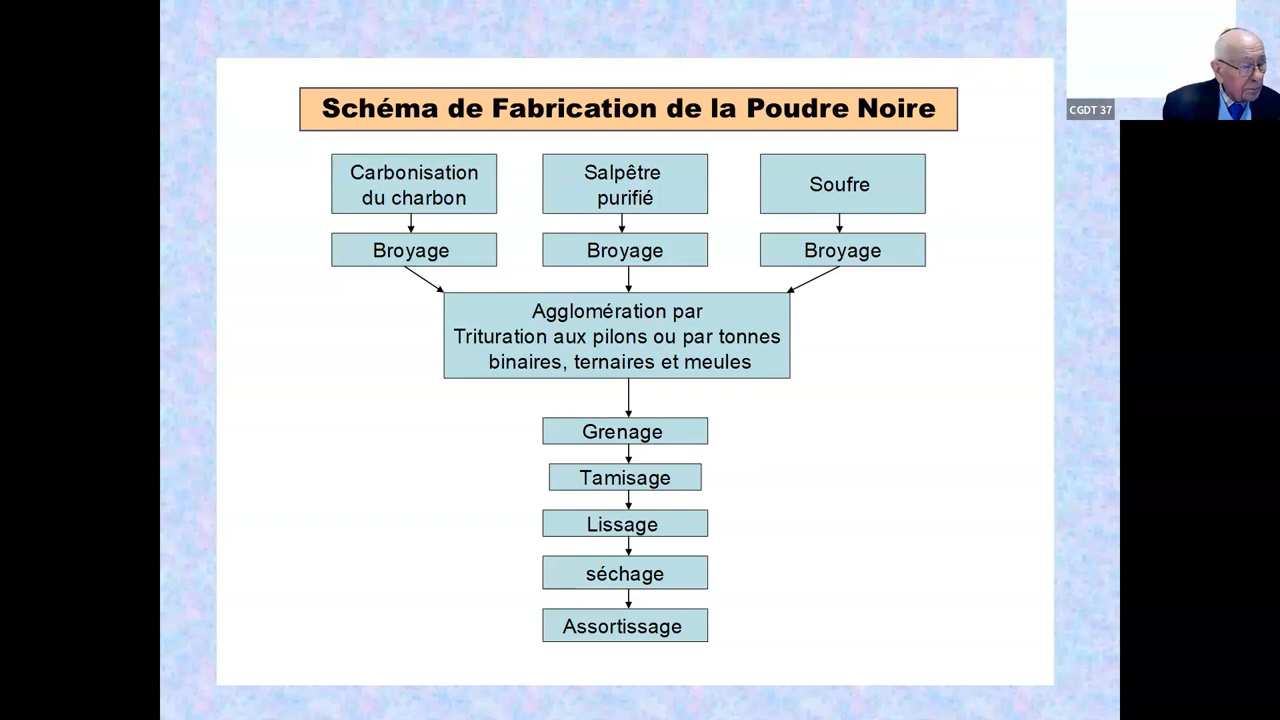 Schéma de Fabrication de la Poudre Noire
CGDT 37
Carbonisation
du charbon
Salpêtre
purifié
Soufre
Broyage
Broyage
Broyage
Agglomération par
Trituration aux pilons ou par tonnes
binaires, ternaires et meules
Grenage
Tamisage
Lissage
séchage
Assortissage